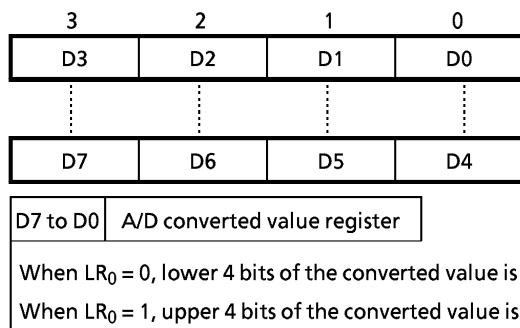 3 2 1 0
D3 D2 D1 D0
D7 D6 D5 D4
D7 to D0 A/D converted value register
When LR0 = 0, lower 4 bits of the converted value is
When LR0 = 1, upper 4 bits of the converted value is